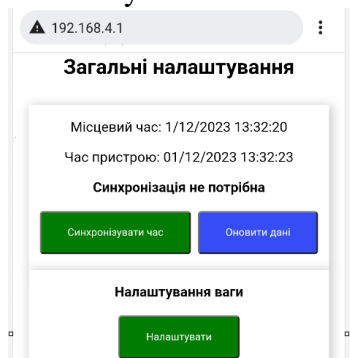 192.168.4.1
Загальні налаштування
Місцевий час: 1/12/2023 13:32:20
Час пристрою: 01/12/2023 13:32:23
Синхронізація не потрібна
Синхронізувати час
Оновити дані
Налаштування ваги
Налаштувати